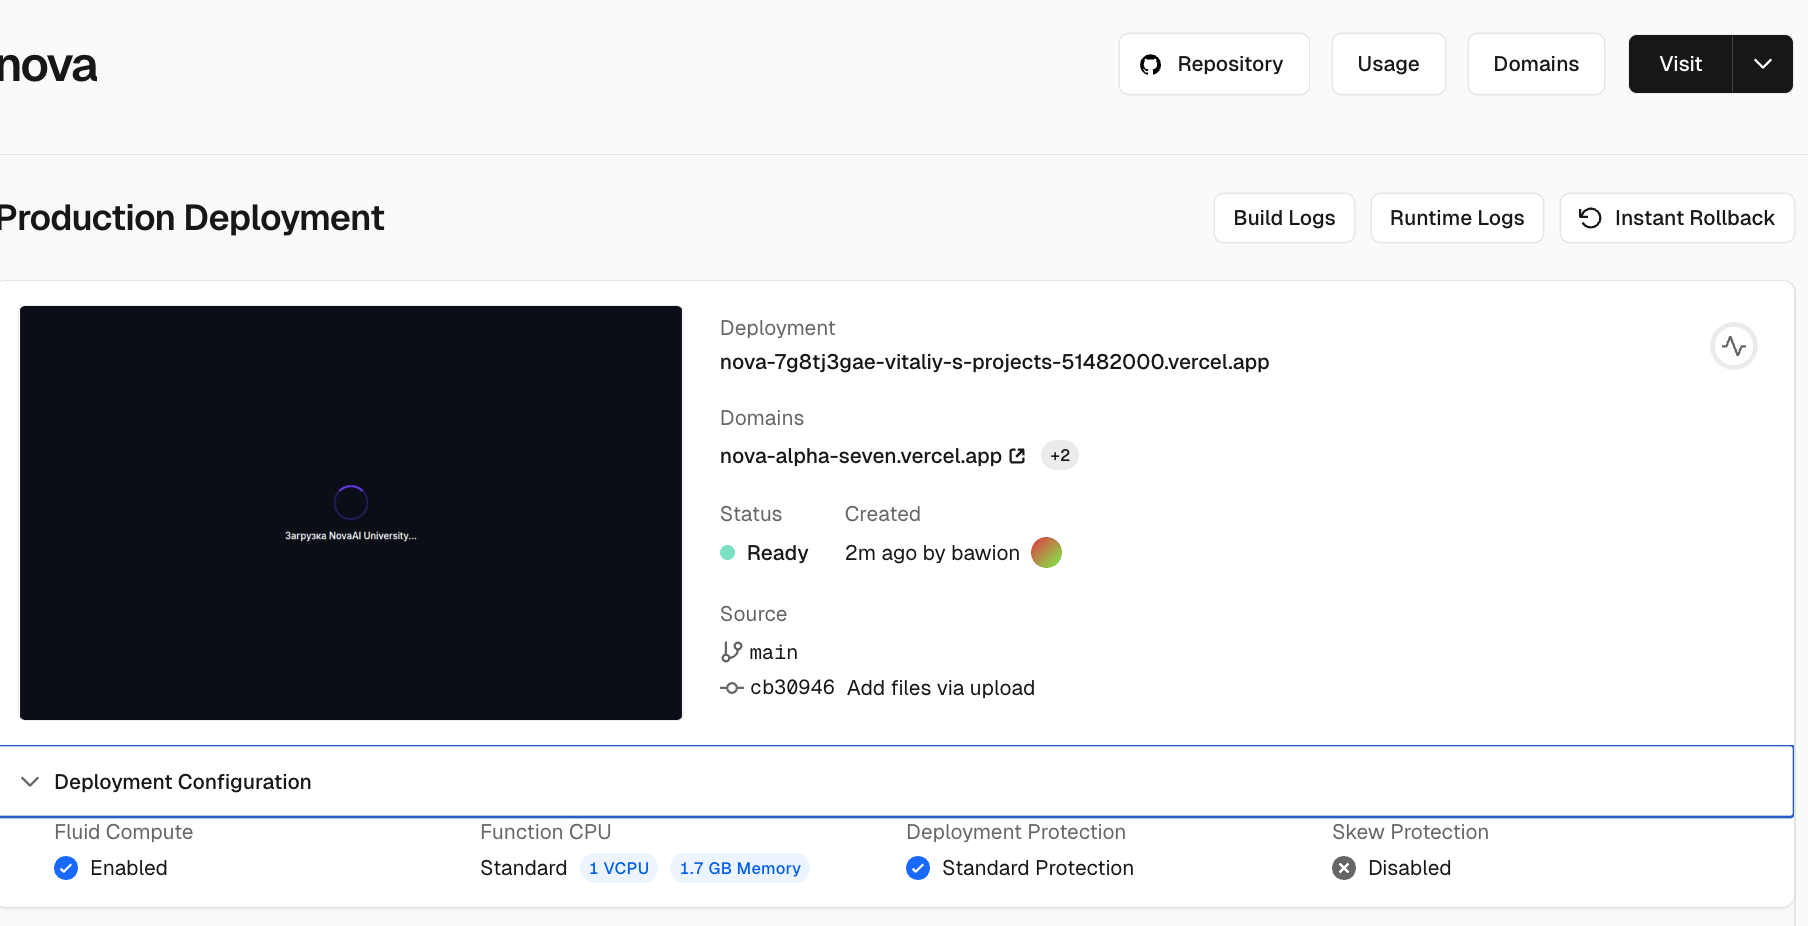 nova
Repository
Usage
Domains
Visit
Production Deployment
Build Logs
Runtime Logs
Instant Rollback
Загрузка NovaAI University...
Deployment
nova-7g8tj3gae-vitaliy-s-projects-51482000.vercel.app
Domains
nova-alpha-seven.vercel.app +2
Status Created
Ready 2m ago by bawion
Source
main
cb30946 Add files via upload
Deployment Configuration
Fluid Compute
Enabled
Function CPU
Standard 1 VCPU 1.7 GB Memory
Deployment Protection
Standard Protection
Skew Protection
Disabled